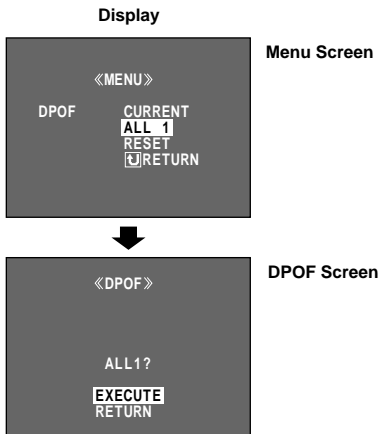 Display
Menu Screen
《MENU》
DPOF CURRENT
ALL 1
RESET
RETURN
DPOF Screen
《DPOF》
ALL1?
EXECUTE
RETURN